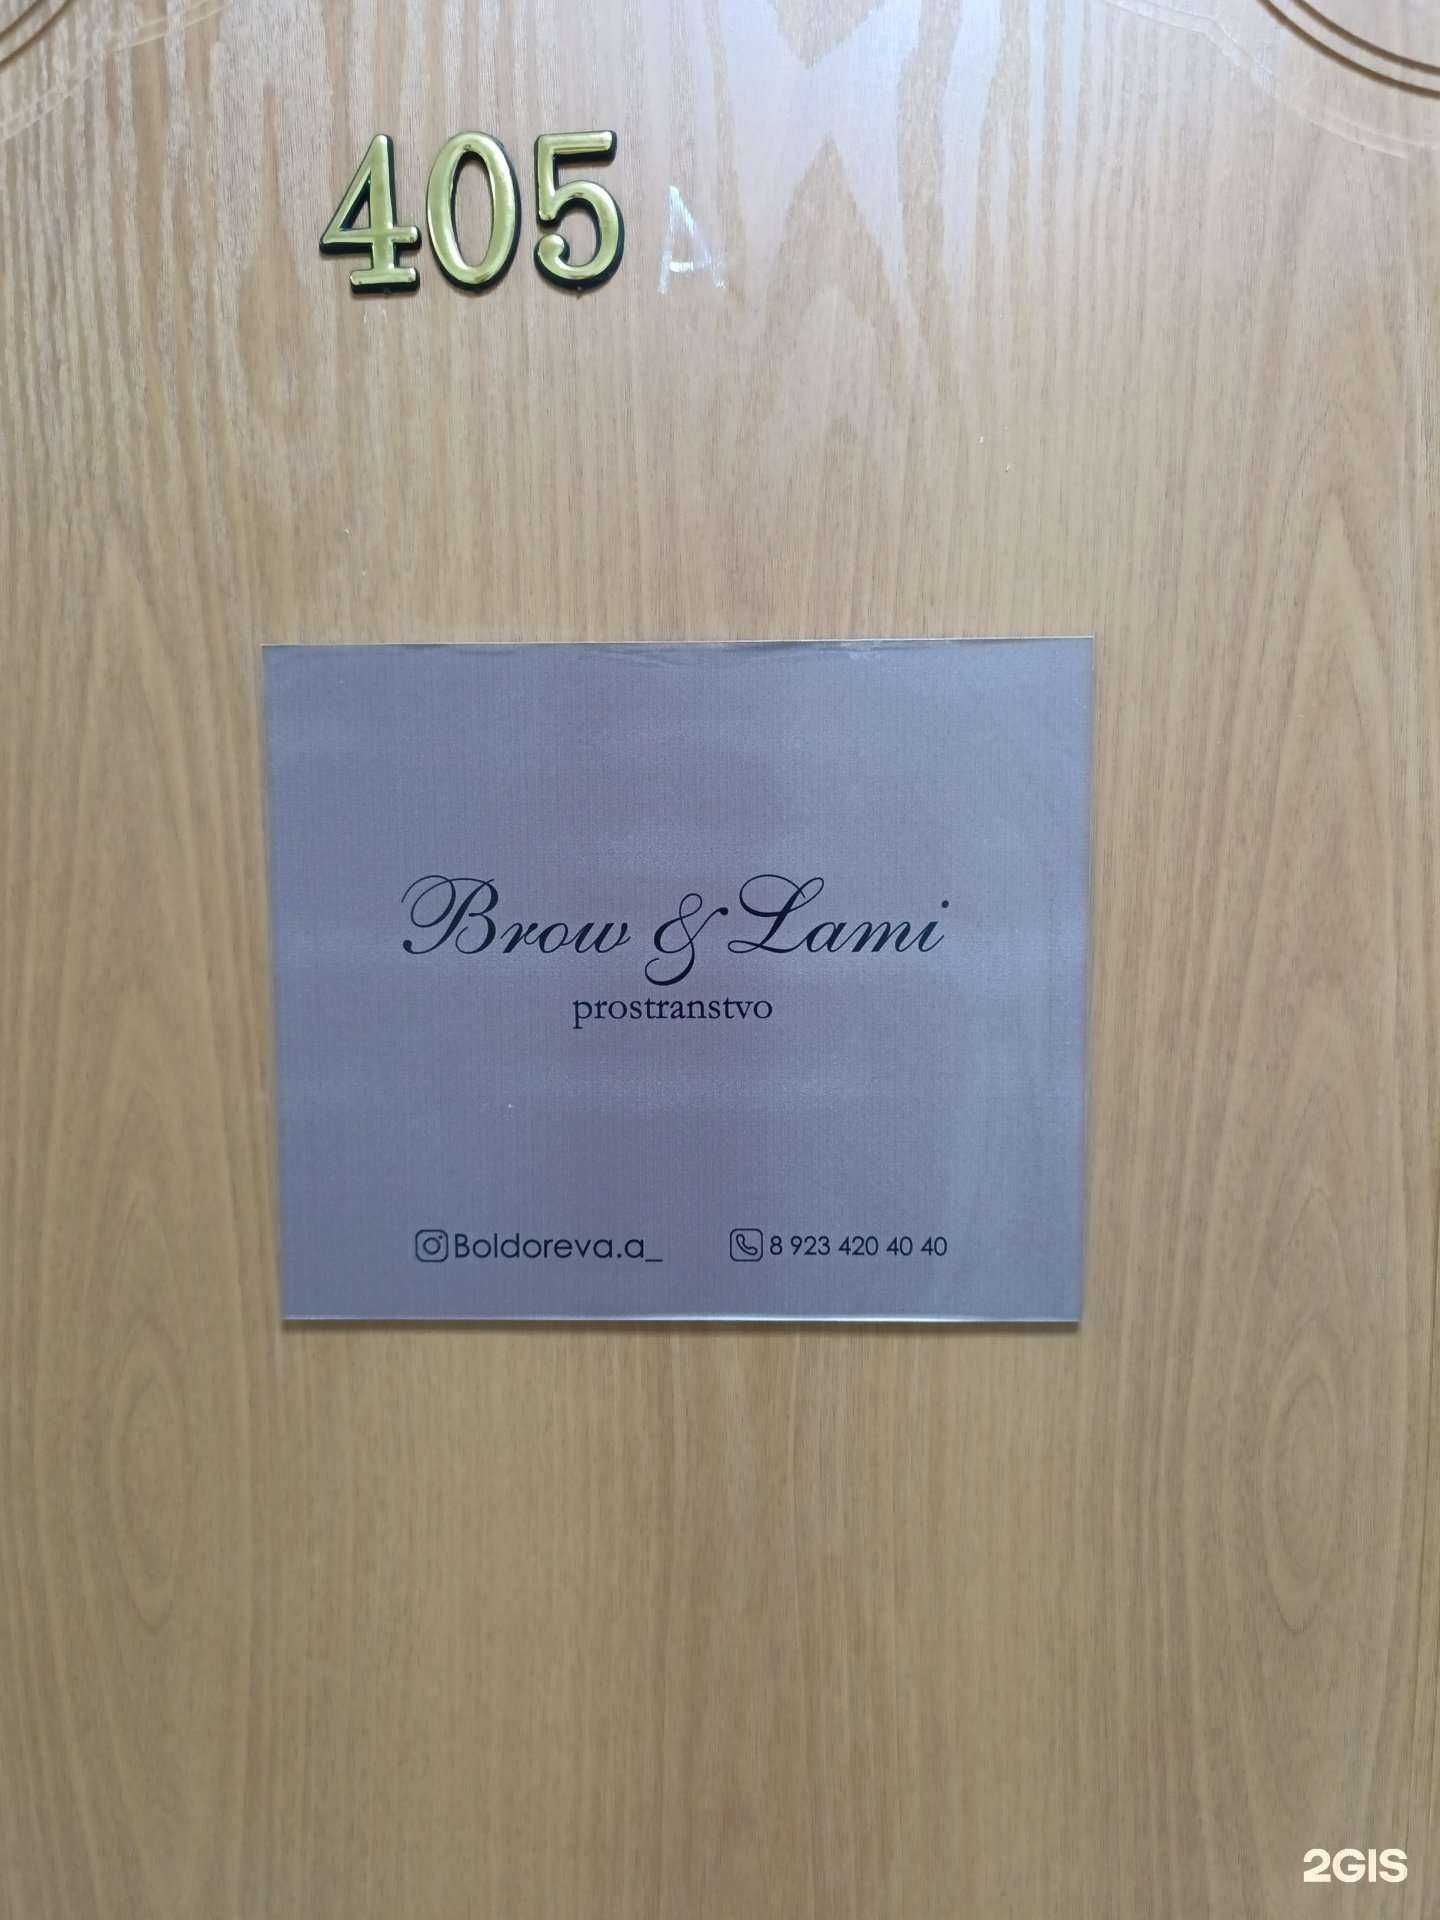 405 A
Brow & Lami
prostranstvo
Boldoreva.a_
8 923 420 40 40
2GIS